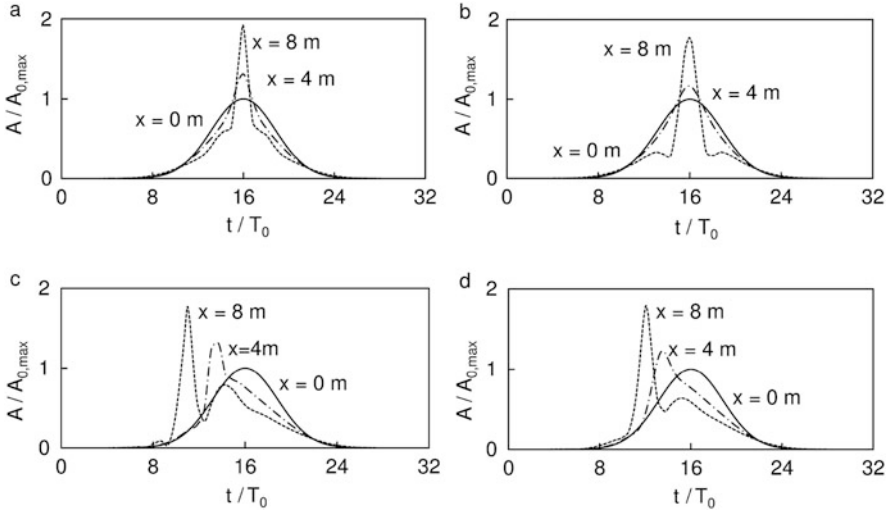 a
2
1
0
A / A0,max
x = 8 m
x = 4 m
x = 0 m
0 8 16 24 32
t / T0
b
2
1
0
A / A0,max
x = 8 m
x = 4 m
x = 0 m
0 8 16 24 32
t / T0
c
2
1
0
A / A0,max
x = 8 m
x=4m
x = 0 m
0 8 16 24 32
t / T0
d
2
1
0
A / A0,max
x = 8 m
x = 4 m
x = 0 m
0 8 16 24 32
t / T0